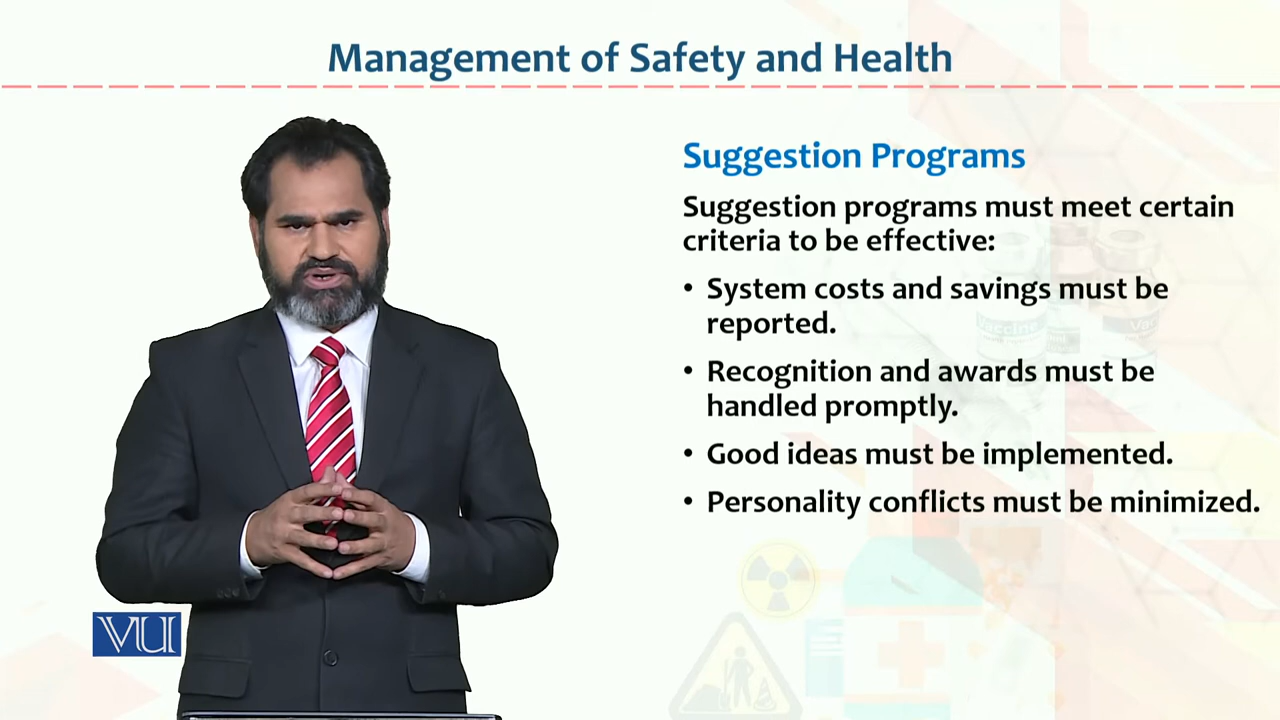 Management of Safety and Health
Suggestion Programs
Suggestion programs must meet certain
criteria to be effective:
• System costs and savings must be
reported.
• Recognition and awards must be
handled promptly.
• Good ideas must be implemented.
• Personality conflicts must be minimized.
Vaccine
VU